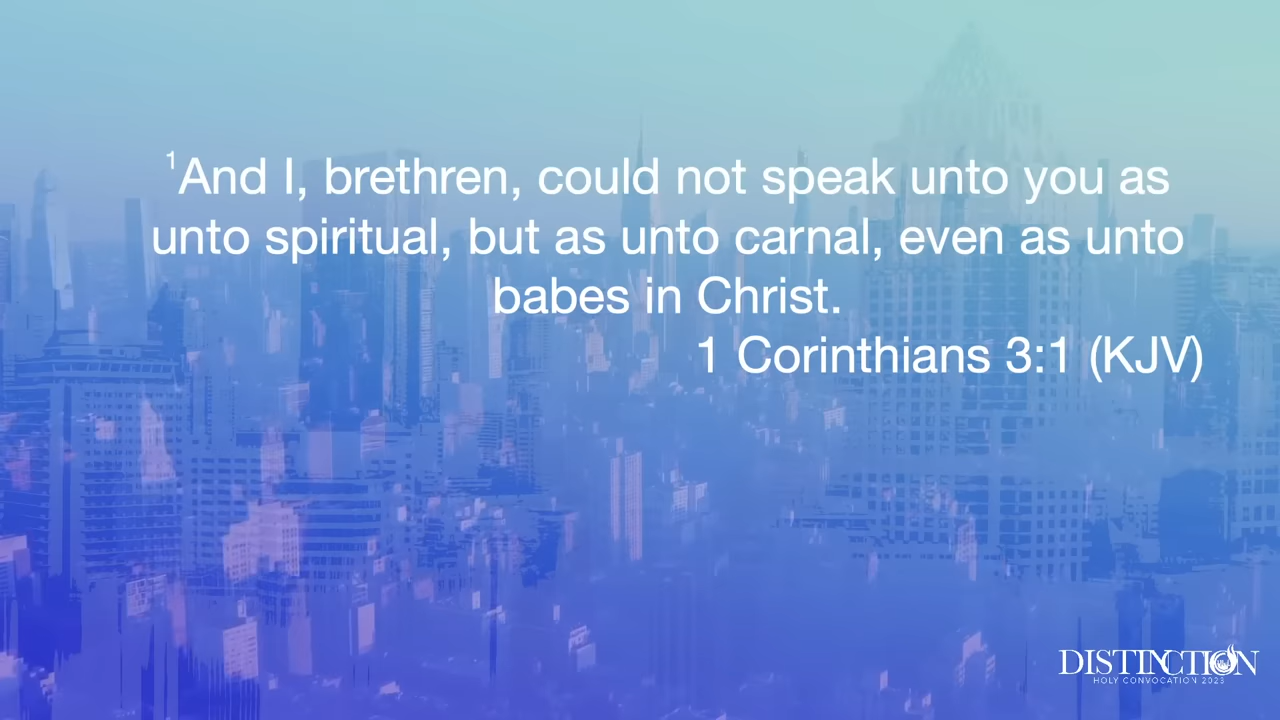 ¹And I, brethren, could not speak unto you as
unto spiritual, but as unto carnal, even as unto
babes in Christ.
1 Corinthians 3:1 (KJV)
DISTINCTION
HOLY CONVOCATION 2023